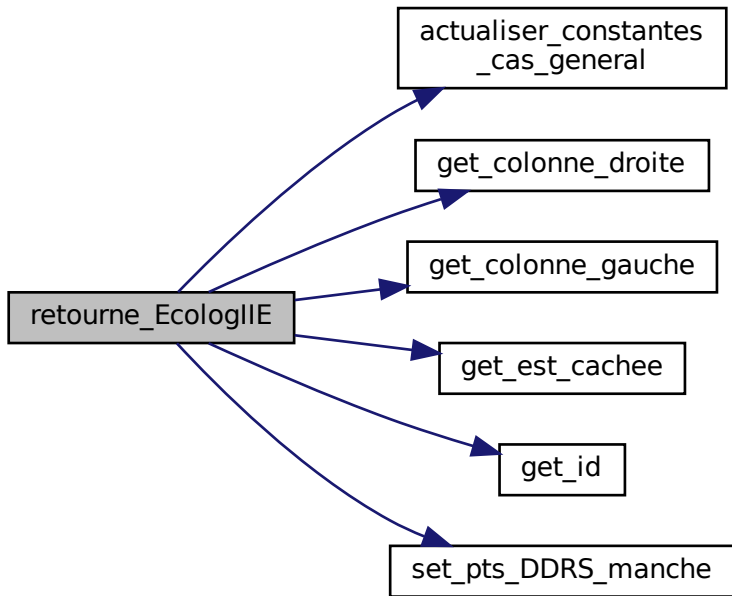 actualiser_constantes
_cas_general
get_colonne_droite
get_colonne_gauche
retourne_EcologIIE
get_est_cachee
get_id
set_pts_DDRS_manche